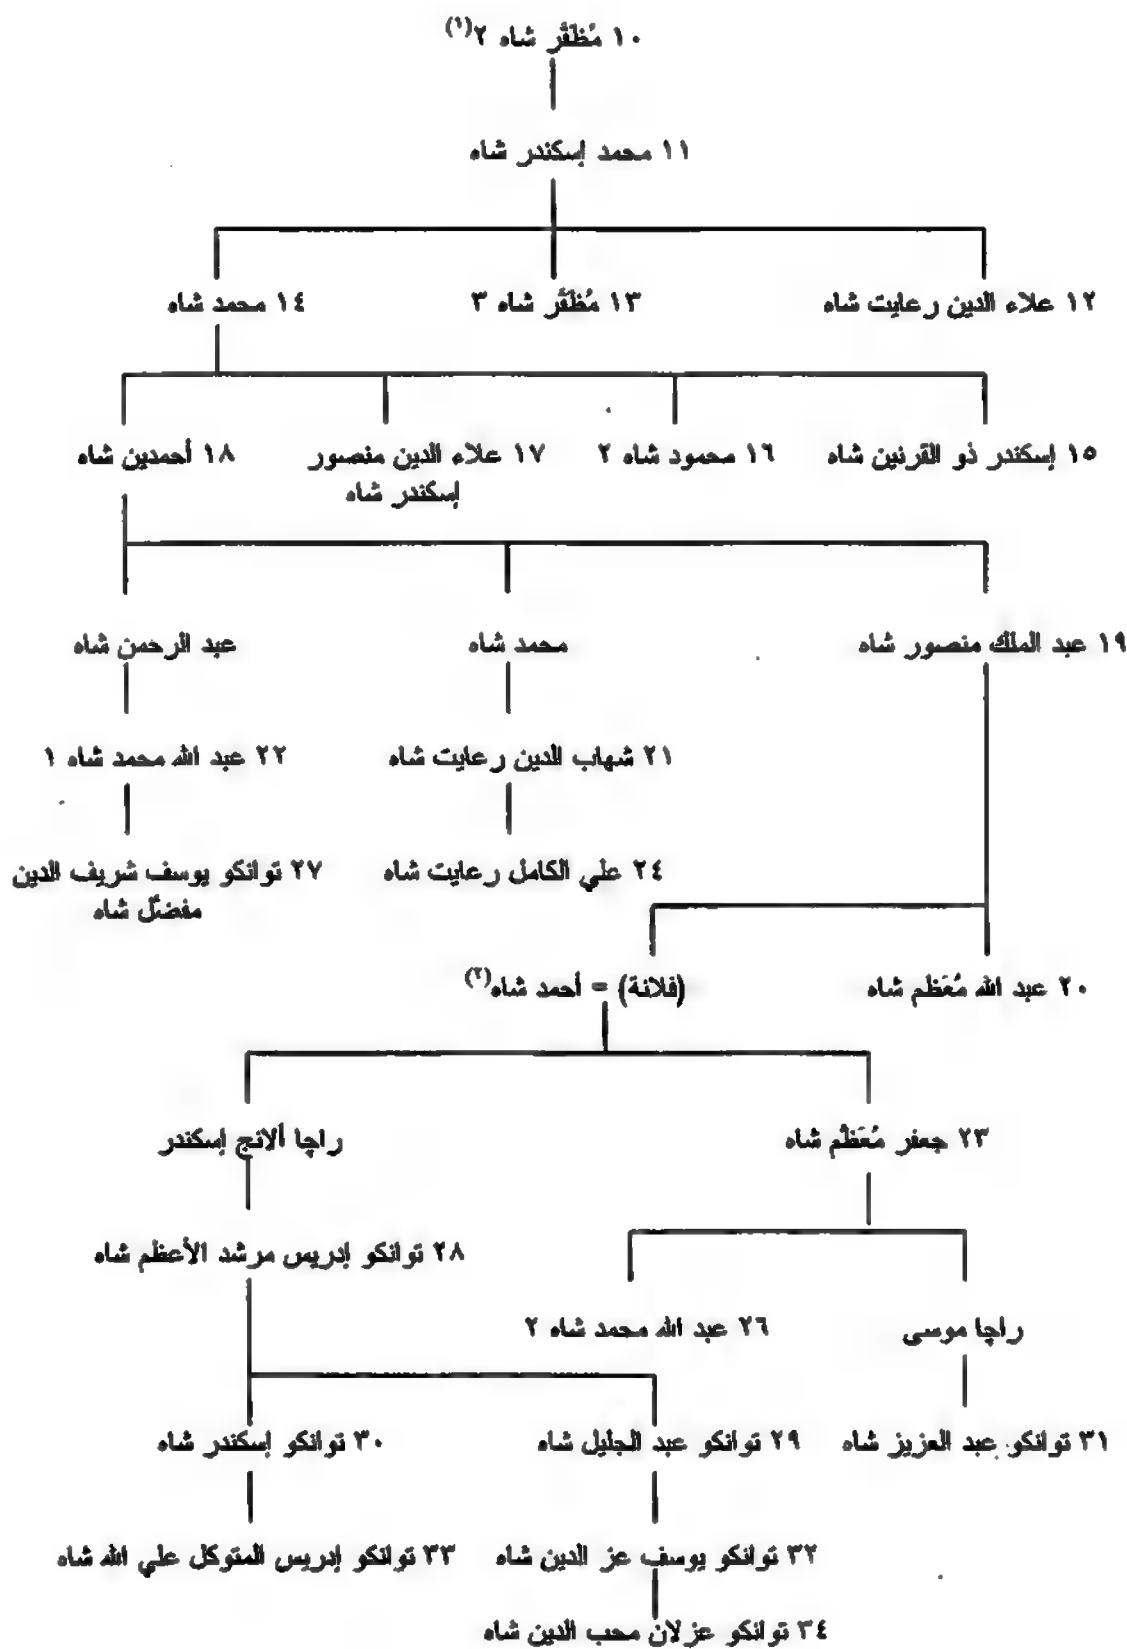 ١٠ مُظَفَّر شاه ٢(١)
١١ محمد إسكندر شاه
١٢ علاء الدين رعايت شاه
١٣ مُظَفَّر شاه ٣
١٤ محمد شاه
١٥ إسكندر ذو القرنين شاه
١٦ محمود شاه ٢
١٧ علاء الدين منصور
إسكندر شاه
١٨ أحمدين شاه
١٩ عبد الملك منصور شاه
محمد شاه
عبد الرحمن شاه
٢١ شهاب الدين رعايت شاه
٢٢ عبد الله محمد شاه ١
٢٤ علي الكامل رعايت شاه
٢٧ توانكو يوسف شريف الدين
مفضل شاه
٢٠ عبد الله مُعَظم شاه
(فلانة) = أحمد شاه(٢)
٢٣ جعفر مُعَظَّم شاه
راچا ألانج إسكندر
٢٨ توانكو إدريس مرشد الأعظم شاه
راچا موسى
٢٦ عبد الله محمد شاه ٢
٣١ توانكو عبد العزيز شاه
٢٩ توانكو عبد الجليل شاه
٣٠ توانكو إسكندر شاه
٣٢ توانكو يوسف عز الدين شاه
٣٣ توانكو إدريس المتوكل علي الله شاه
٣٤ توانكو عزلان محب الدين شاه